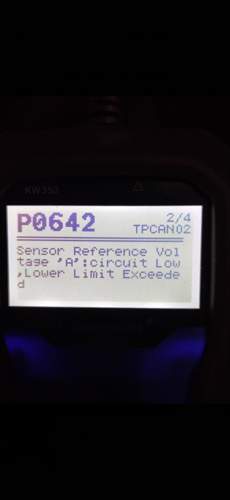 KW350
P0642
2/4
TPCAN02
Sensor Reference Vol
tage 'A':circuit Low
,Lower Limit Exceede
d